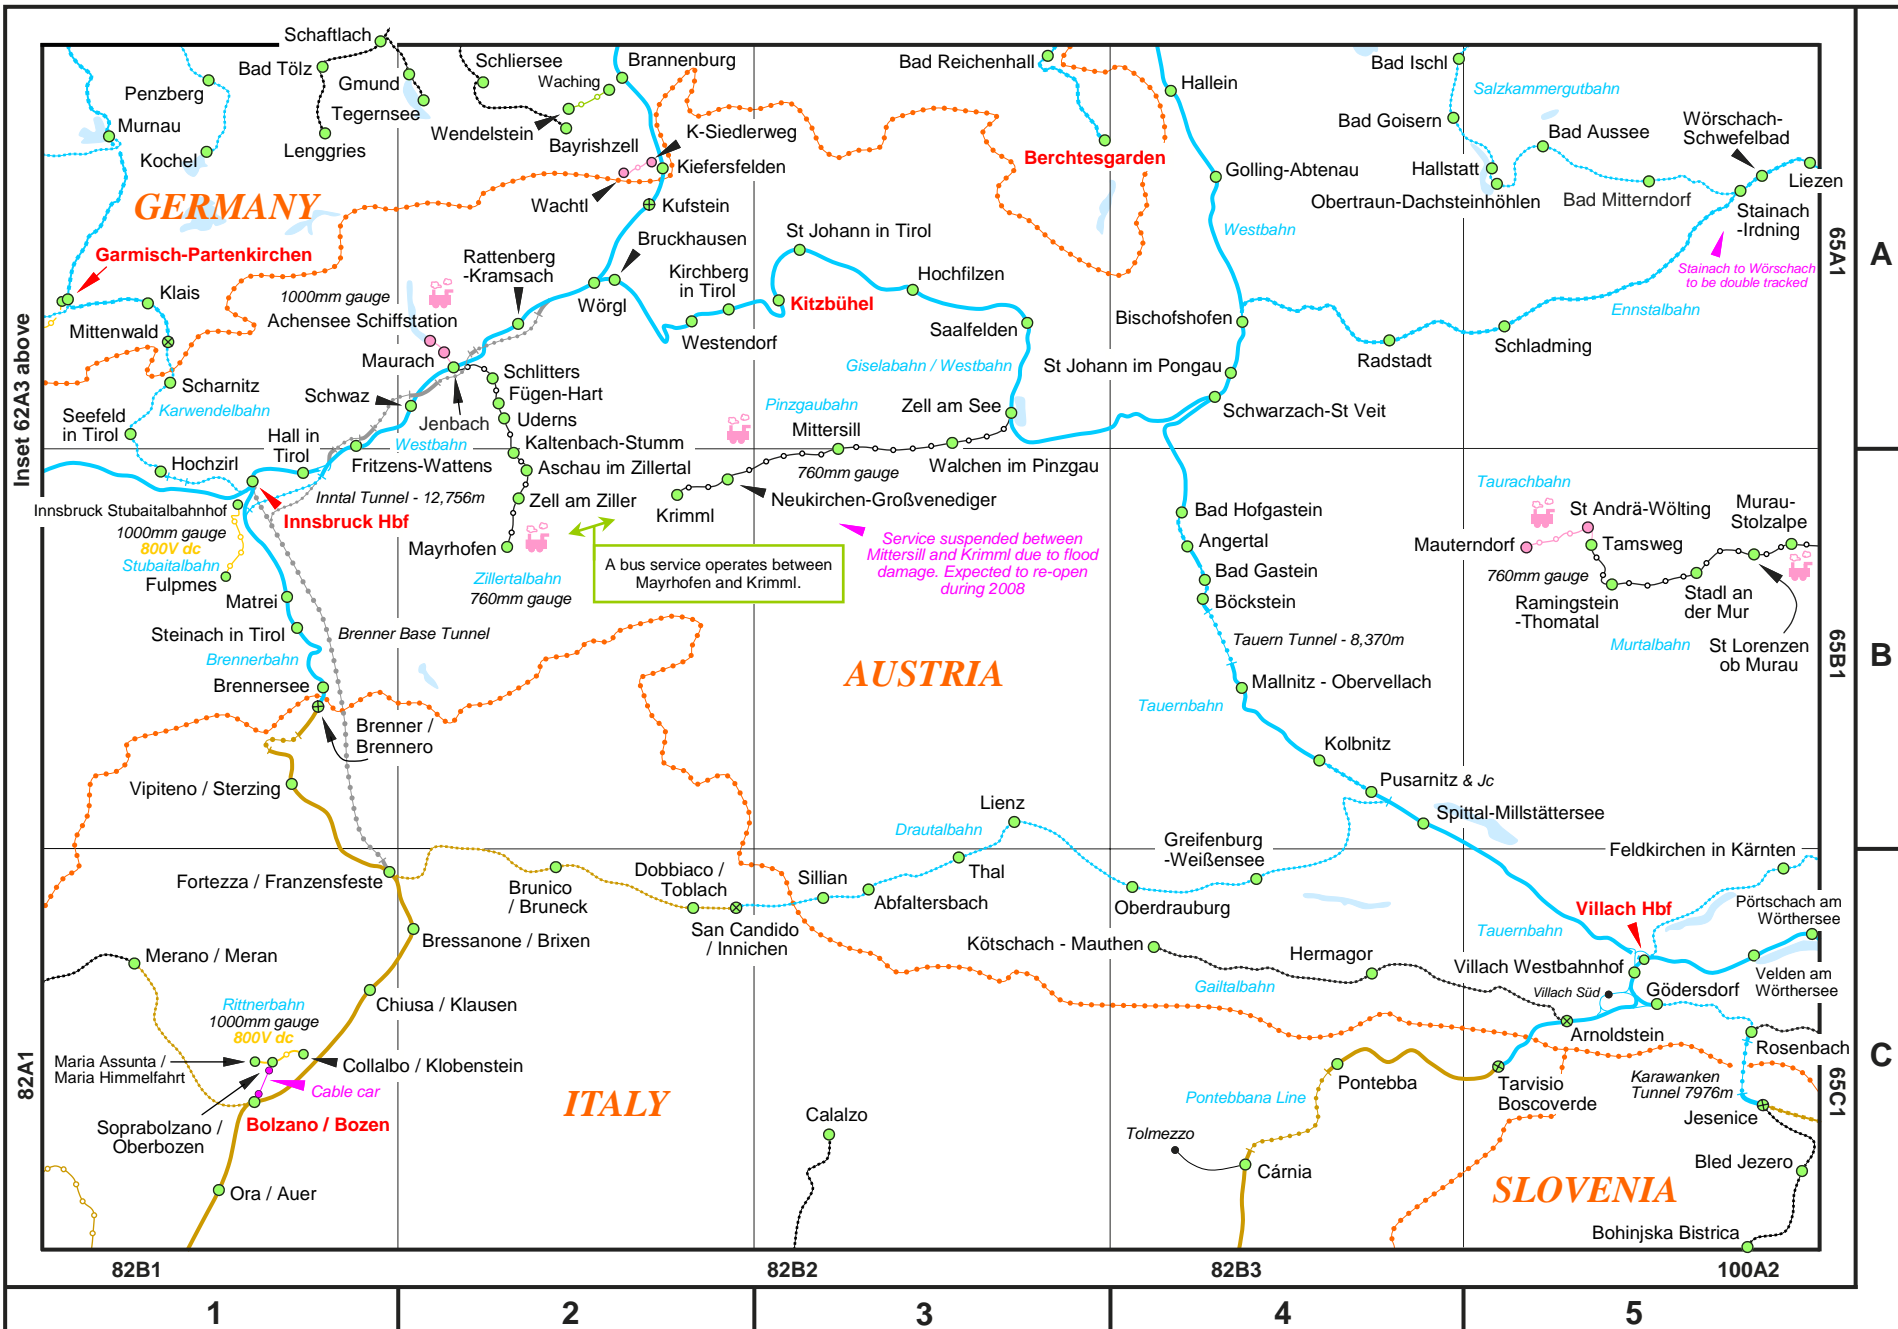 Schaftlach
Bad Tölz
Gmund
Tegernsee
Penzberg
Murnau
Kochel
Lenggries
Schliersee
Waching
Brannenburg
Wendelstein
Bayrishzell
K-Siedlerweg
Kiefersfelden
Wachtl
Kufstein
Bad Reichenhall
Berchtesgarden
Hallein
Golling-Abtenau
Westbahn
Bad Ischl
Salzkammergutbahn
Bad Goisern
Bad Aussee
Wörschach-
Schwefelbad
Hallstatt
Obertraun-Dachsteinhöhlen
Bad Mitterndorf
Liezen
Stainach
-Irdning
Stainach to Wörschach
to be double tracked
Ennstalbahn
65A1
A
GERMANY
Garmisch-Partenkirchen
Klais
Mittenwald
Scharnitz
Karwendelbahn
Seefeld
in Tirol
Inset 62A3 above
1000mm gauge
Achensee Schiffstation
Maurach
Rattenberg
-Kramsach
Bruckhausen
Wörgl
Kirchberg
in Tirol
Westendorf
St Johann in Tirol
Kitzbühel
Hochfilzen
Saalfelden
Giselabahn / Westbahn
Bischofshofen
St Johann im Pongau
Schwarzach-St Veit
Radstadt
Schladming
Schwaz
Jenbach
Schlitters
Fügen-Hart
Uderns
Kaltenbach-Stumm
Aschau im Zillertal
Zell am Ziller
Mayrhofen
Zillertalbahn
760mm gauge
Westbahn
Fritzens-Wattens
Hall in
Tirol
Hochzirl
Inntal Tunnel - 12,756m
Innsbruck Hbf
Innsbruck Stubaitalbahnhof
1000mm gauge
800V dc
Stubaitalbahn
Fulpmes
Pinzgaubahn
Mittersill
Zell am See
Walchen im Pinzgau
760mm gauge
Neukirchen-Großvenediger
Krimml
Service suspended between
Mittersill and Krimml due to flood
damage. Expected to re-open
during 2008
A bus service operates between
Mayrhofen and Krimml.
Matrei
Steinach in Tirol
Brennerbahn
Brennersee
Brenner Base Tunnel
Brenner /
Brennero
Vipiteno / Sterzing
Fortezza / Franzensfeste
AUSTRIA
Bad Hofgastein
Angertal
Bad Gastein
Böckstein
Tauern Tunnel - 8,370m
Mallnitz - Obervellach
Tauernbahn
Kolbnitz
Pusarnitz & Jc
Spittal-Millstättersee
Taurachbahn
St Andrä-Wölting
Murau-
Stolzalpe
Mauterndorf
Tamsweg
760mm gauge
Ramingstein
-Thomatal
Stadl an
der Mur
Murtalbahn
St Lorenzen
ob Murau
65B1
B
Lienz
Drautalbahn
Thal
Greifenburg
-Weißensee
Oberdrauburg
Sillian
Abfaltersbach
Dobbiaco /
Toblach
San Candido
/ Innichen
Brunico
/ Bruneck
Bressanone / Brixen
Chiusa / Klausen
Merano / Meran
Rittnerbahn
1000mm gauge
800V dc
Maria Assunta /
Maria Himmelfahrt
Collalbo / Klobenstein
Cable car
Soprabolzano /
Oberbozen
Bolzano / Bozen
Ora / Auer
82A1
ITALY
Calalzo
Kötschach - Mauthen
Hermagor
Gailtalbahn
Feldkirchen in Kärnten
Villach Hbf
Tauernbahn
Pörtschach am
Wörthersee
Villach Westbahnhof
Velden am
Wörthersee
Villach Süd
Gödersdorf
Arnoldstein
Rosenbach
Karawanken
Tunnel 7976m
Tarvisio
Boscoverde
Pontebba
Pontebbana Line
Tolmezzo
Cárnia
Jesenice
Bled Jezero
SLOVENIA
Bohinjska Bistrica
65C1
C
82B1
82B2
82B3
100A2
1
2
3
4
5